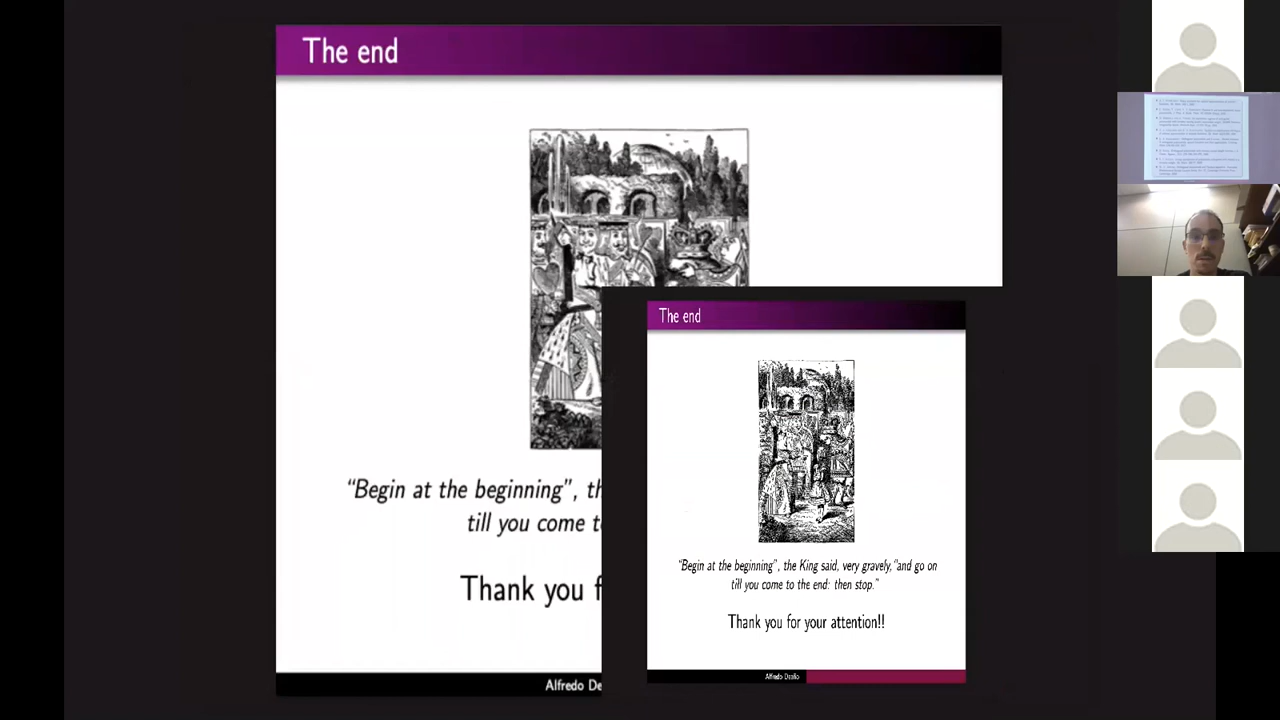 The end
“Begin at the beginning”, th
till you come t
Thank you f
Alfredo De
The end
“Begin at the beginning”, the King said, very gravely,“and go on
till you come to the end: then stop.”
Thank you for your attention!!
Alfredo Deaño